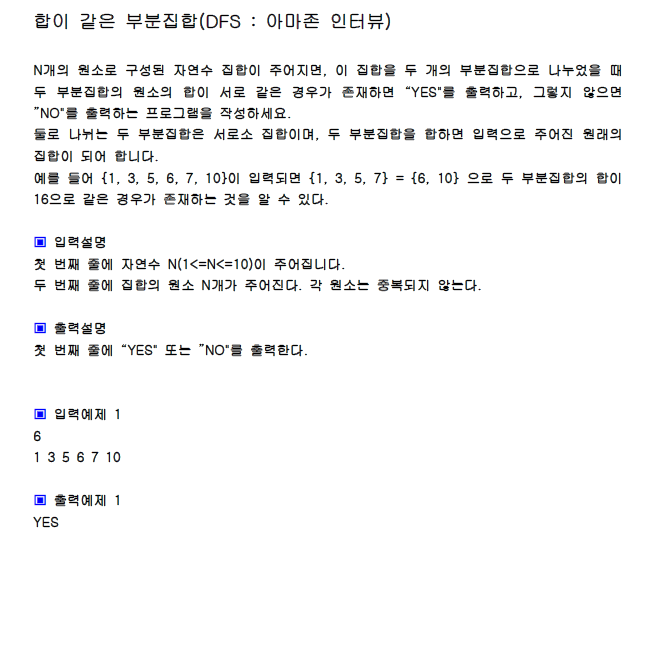 합이 같은 부분집합(DFS : 아마존 인터뷰)
N개의 원소로 구성된 자연수 집합이 주어지면, 이 집합을 두 개의 부분집합으로 나누었을 때
두 부분집합의 원소의 합이 서로 같은 경우가 존재하면 “YES"를 출력하고, 그렇지 않으면
”NO"를 출력하는 프로그램을 작성하세요.
둘로 나뉘는 두 부분집합은 서로소 집합이며, 두 부분집합을 합하면 입력으로 주어진 원래의
집합이 되어 합니다.
예를 들어 {1, 3, 5, 6, 7, 10}이 입력되면 {1, 3, 5, 7} = {6, 10} 으로 두 부분집합의 합이
16으로 같은 경우가 존재하는 것을 알 수 있다.
▣ 입력설명
첫 번째 줄에 자연수 N(1<=N<=10)이 주어집니다.
두 번째 줄에 집합의 원소 N개가 주어진다. 각 원소는 중복되지 않는다.
▣ 출력설명
첫 번째 줄에 “YES" 또는 ”NO"를 출력한다.
▣ 입력예제 1
6
1 3 5 6 7 10
▣ 출력예제 1
YES